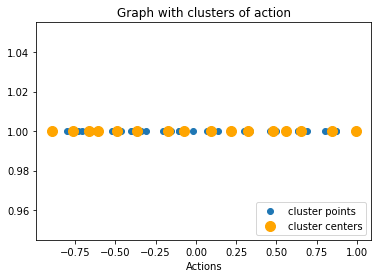 Graph with clusters of action
1.04
1.02
1.00
0.98
0.96
cluster points
cluster centers
−0.75 −0.50 −0.25 0.00 0.25 0.50 0.75 1.00
Actions